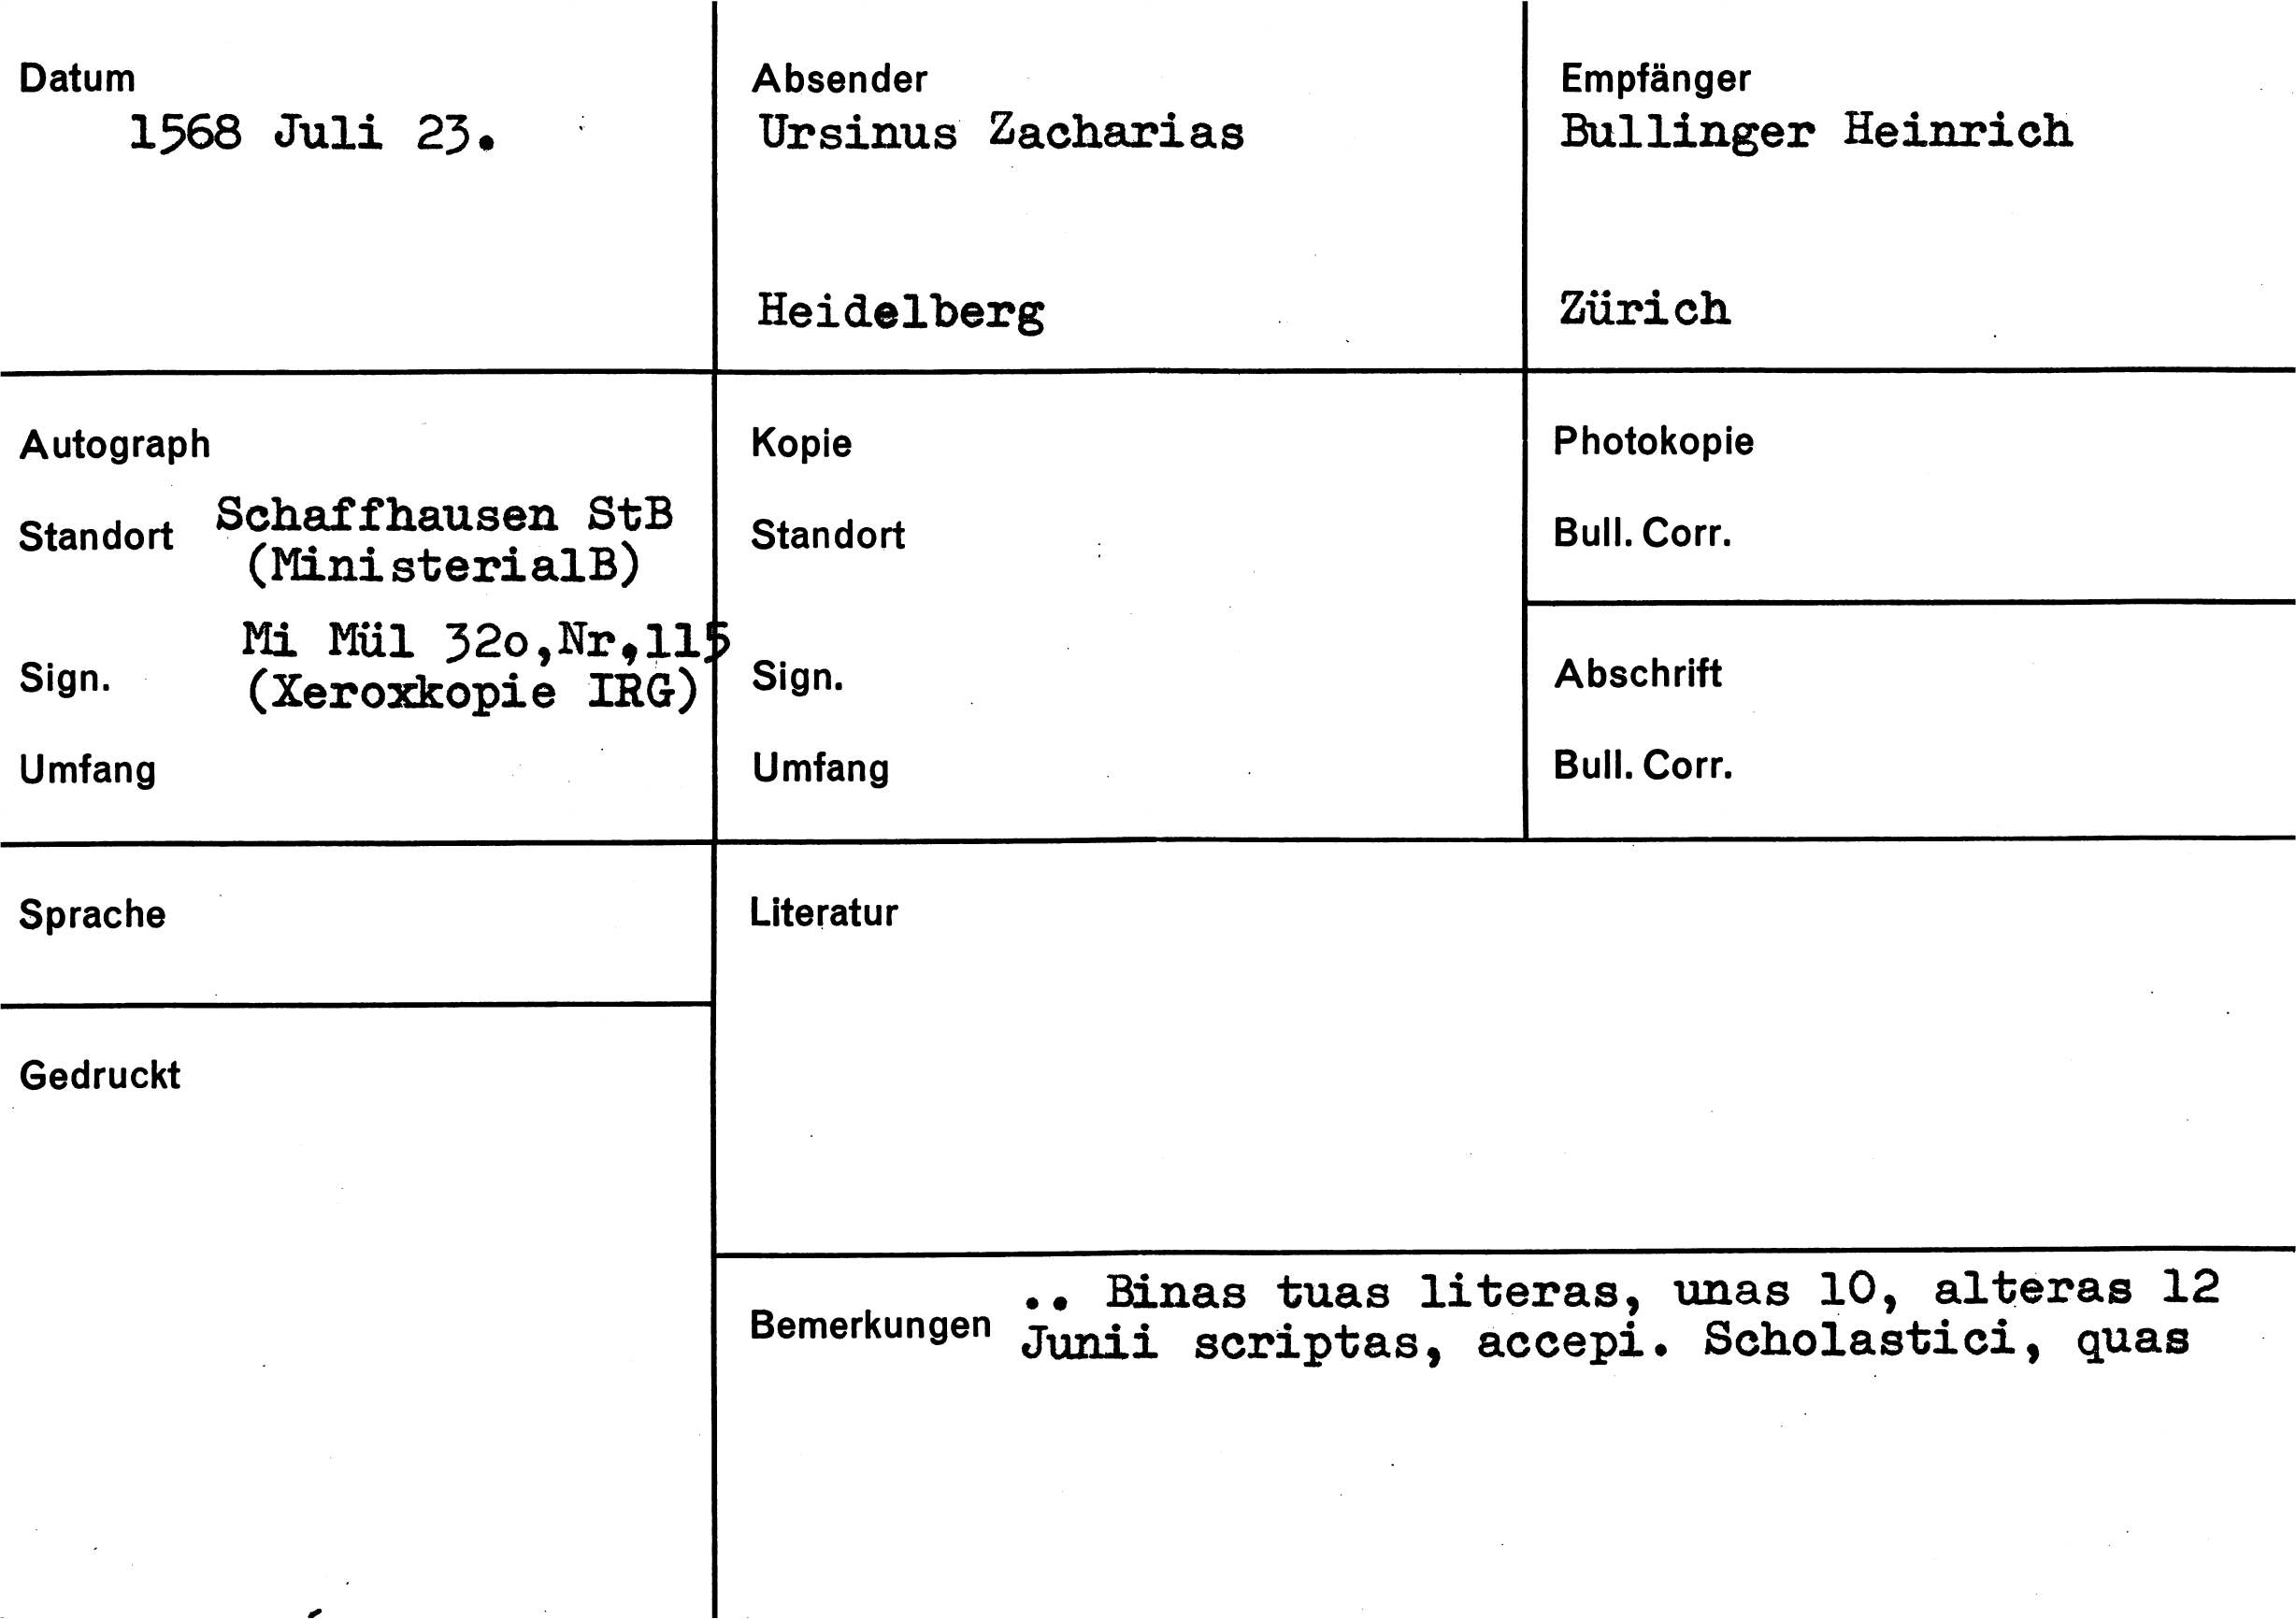 Datum
1568 Juli 23.
Absender
Ursinus Zacharias
Heidelberg
Empfänger
Bullinger Heinrich
Zürich
Autograph
Standort Schaffhausen StB
(MinisterialB)
Mi Mül 32o,Nr,115
Sign. (Xeroxkopie IRG)
Umfang
Kopie
Standort
Sign.
Umfang
Photokopie
Bull. Corr.
Abschrift
Bull. Corr.
Sprache
Literatur
Gedruckt
Bemerkungen .. Binas tuas literas, unas 10, alteras 12
Junii scriptas, accepi. Scholastici, quas